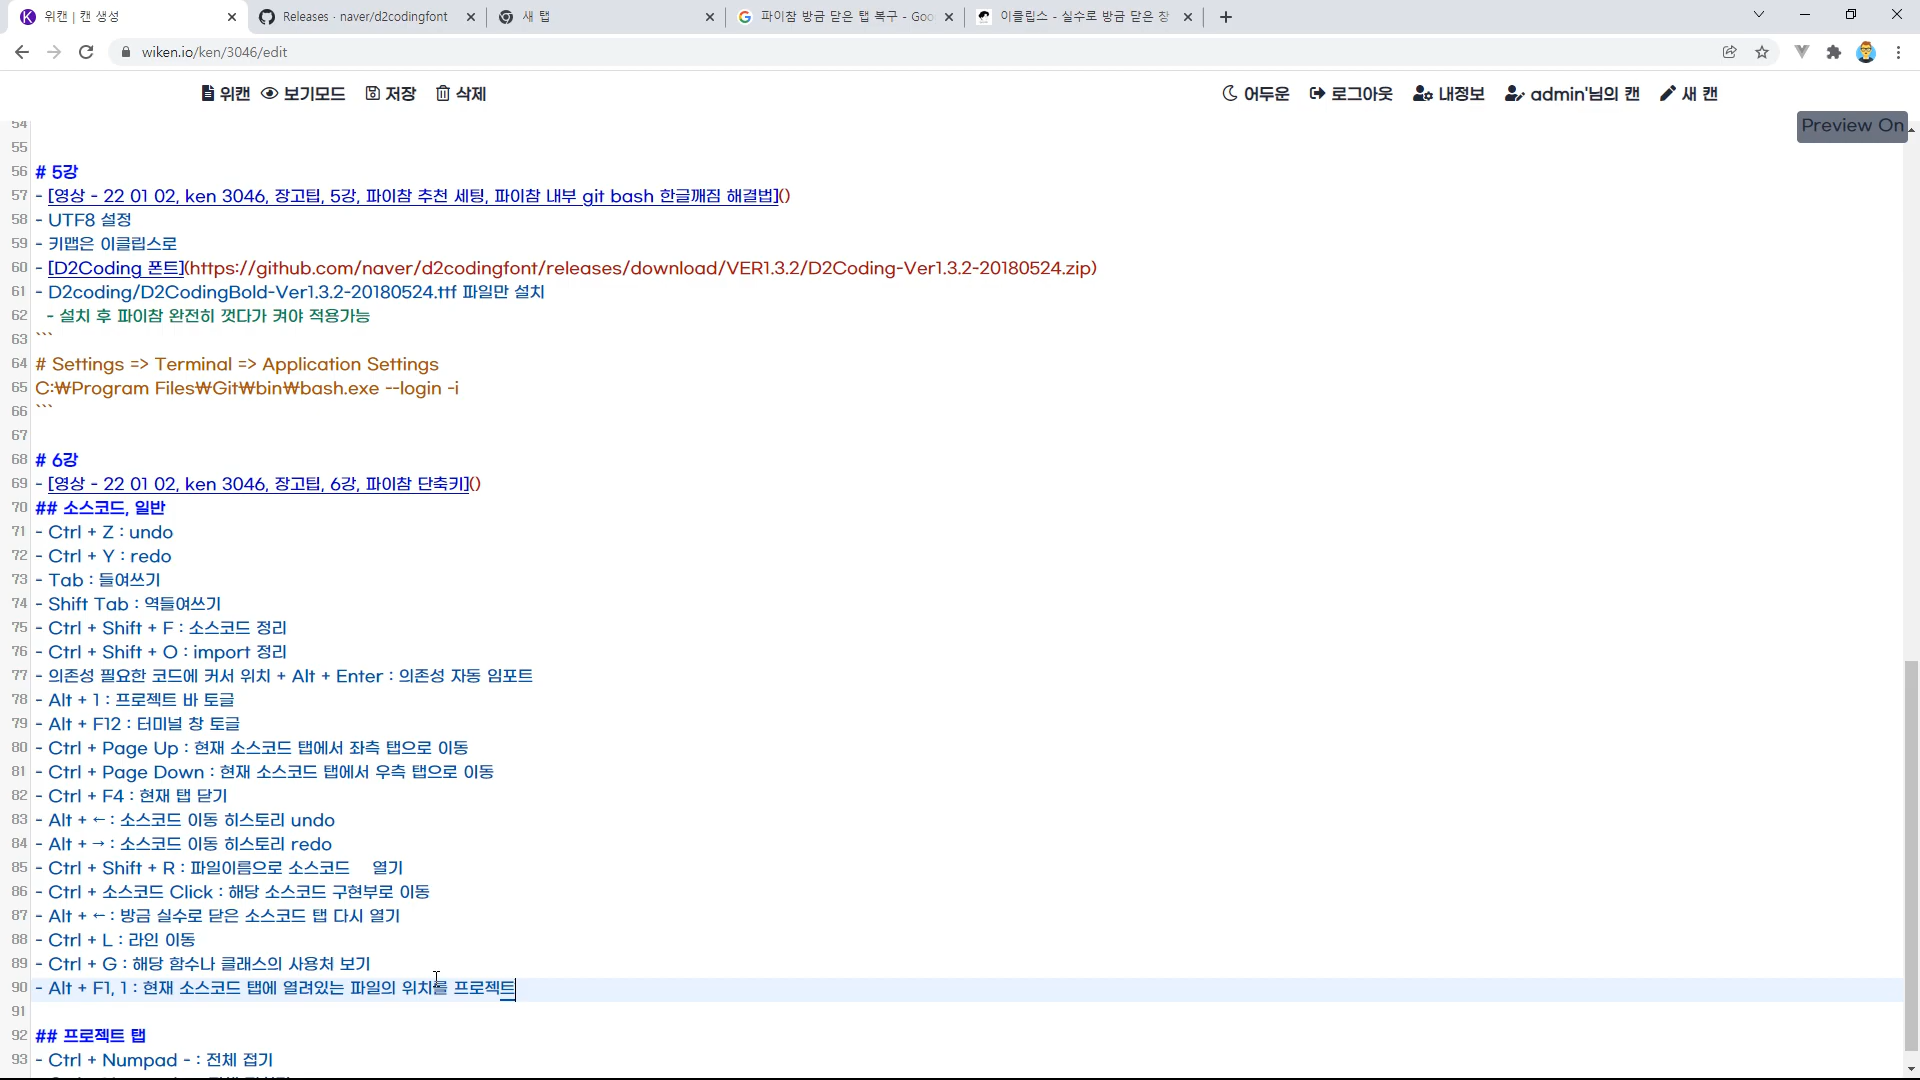 위캔 | 캔 생성
Releases · naver/d2codingfont
새 탭
파이참 방금 닫은 탭 복구 - Goo
이클립스 - 실수로 방금 닫은 창
wiken.io/ken/3046/edit
위캔 보기모드 저장 삭제
어두운 로그아웃 내정보 admin'님의 캔 새 캔
Preview On
54
55
56 # 5강
57 - [영상 - 22 01 02, ken 3046, 장고팁, 5강, 파이참 추천 세팅, 파이참 내부 git bash 한글깨짐 해결법]()
58 - UTF8 설정
59 - 키맵은 이클립스로
60 - [D2Coding 폰트](https://github.com/naver/d2codingfont/releases/download/VER1.3.2/D2Coding-Ver1.3.2-20180524.zip)
61 - D2coding/D2CodingBold-Ver1.3.2-20180524.ttf 파일만 설치
62 - 설치 후 파이참 완전히 껏다가 켜야 적용가능
63 ```
64 # Settings => Terminal => Application Settings
65 C:₩Program Files₩Git₩bin₩bash.exe --login -i
66 ```
67
68 # 6강
69 - [영상 - 22 01 02, ken 3046, 장고팁, 6강, 파이참 단축키]()
70 ## 소스코드, 일반
71 - Ctrl + Z : undo
72 - Ctrl + Y : redo
73 - Tab : 들여쓰기
74 - Shift Tab : 역들여쓰기
75 - Ctrl + Shift + F : 소스코드 정리
76 - Ctrl + Shift + O : import 정리
77 - 의존성 필요한 코드에 커서 위치 + Alt + Enter : 의존성 자동 임포트
78 - Alt + 1 : 프로젝트 바 토글
79 - Alt + F12 : 터미널 창 토글
80 - Ctrl + Page Up : 현재 소스코드 탭에서 좌측 탭으로 이동
81 - Ctrl + Page Down : 현재 소스코드 탭에서 우측 탭으로 이동
82 - Ctrl + F4 : 현재 탭 닫기
83 - Alt + ← : 소스코드 이동 히스토리 undo
84 - Alt + → : 소스코드 이동 히스토리 redo
85 - Ctrl + Shift + R : 파일이름으로 소스코드 열기
86 - Ctrl + 소스코드 Click : 해당 소스코드 구현부로 이동
87 - Alt + ← : 방금 실수로 닫은 소스코드 탭 다시 열기
88 - Ctrl + L : 라인 이동
89 - Ctrl + G : 해당 함수나 클래스의 사용처 보기
90 - Alt + F1, 1 : 현재 소스코드 탭에 열려있는 파일의 위치를 프로젝트
91
92 ## 프로젝트 탭
93 - Ctrl + Numpad - : 전체 접기